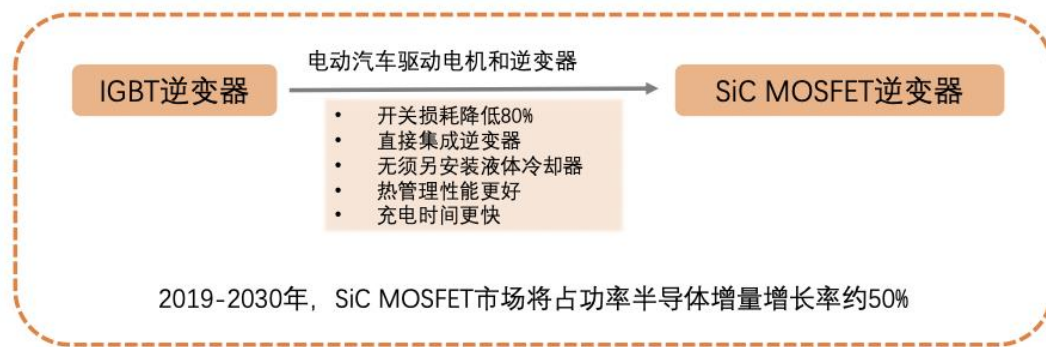 电动汽车驱动电机和逆变器
IGBT逆变器
SiC MOSFET逆变器
• 开关损耗降低80%
• 直接集成逆变器
• 无须另安装液体冷却器
• 热管理性能更好
• 充电时间更快
2019-2030年，SiC MOSFET市场将占功率半导体增量增长率约50%